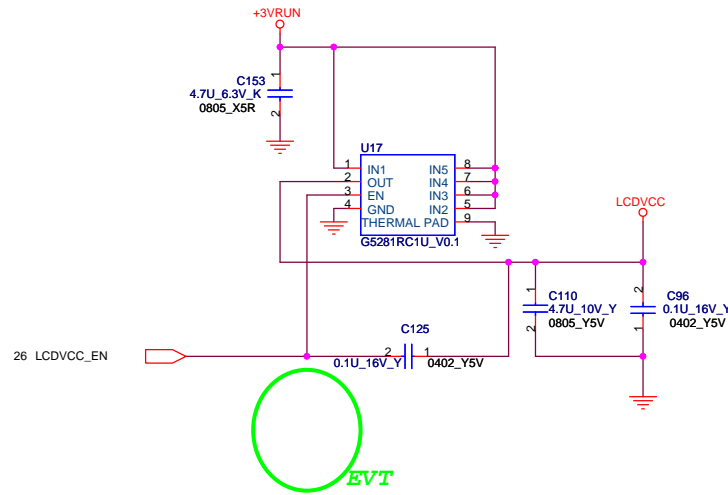 +3VRUN
1
C153
4.7U_6.3V_K
0805_X5R
2
U17
1 IN1 IN5 8
2 OUT IN4 7
3 EN IN3 6
4 GND IN2 5
THERMAL PAD 9
G5281RC1U_V0.1
LCDVCC
1
C110
4.7U_10V_Y
0805_Y5V
2
2
C96
0.1U_16V_Y
0402_Y5V
1
C125
2 1
0.1U_16V_Y 0402_Y5V
26 LCDVCC_EN
EVT